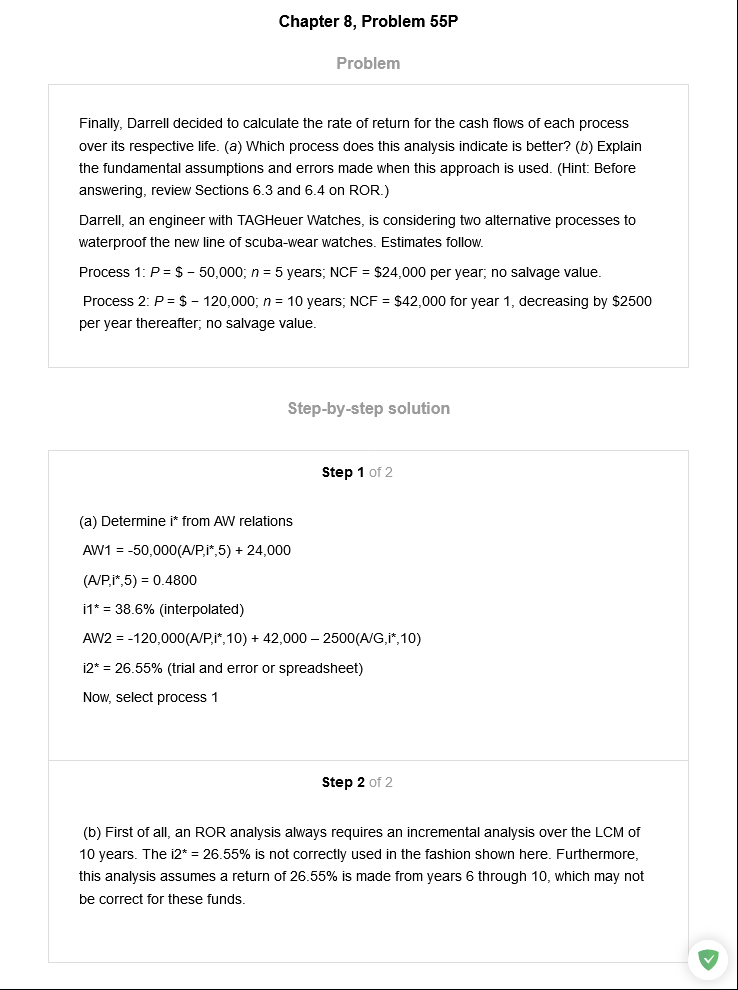 Chapter 8, Problem 55P
Problem
Finally, Darrell decided to calculate the rate of return for the cash flows of each process
over its respective life. (a) Which process does this analysis indicate is better? (b) Explain
the fundamental assumptions and errors made when this approach is used. (Hint: Before
answering, review Sections 6.3 and 6.4 on ROR.)
Darrell, an engineer with TAGHeuer Watches, is considering two alternative processes to
waterproof the new line of scuba-wear watches. Estimates follow.
Process 1: P = $ − 50,000; n = 5 years; NCF = $24,000 per year; no salvage value.
Process 2: P = $ − 120,000; n = 10 years; NCF = $42,000 for year 1, decreasing by $2500
per year thereafter; no salvage value.
Step-by-step solution
Step 1 of 2
(a) Determine i* from AW relations
AW1 = -50,000(A/P,i*,5) + 24,000
(A/P,i*,5) = 0.4800
i1* = 38.6% (interpolated)
AW2 = -120,000(A/P,i*,10) + 42,000 – 2500(A/G,i*,10)
i2* = 26.55% (trial and error or spreadsheet)
Now, select process 1
Step 2 of 2
(b) First of all, an ROR analysis always requires an incremental analysis over the LCM of
10 years. The i2* = 26.55% is not correctly used in the fashion shown here. Furthermore,
this analysis assumes a return of 26.55% is made from years 6 through 10, which may not
be correct for these funds.